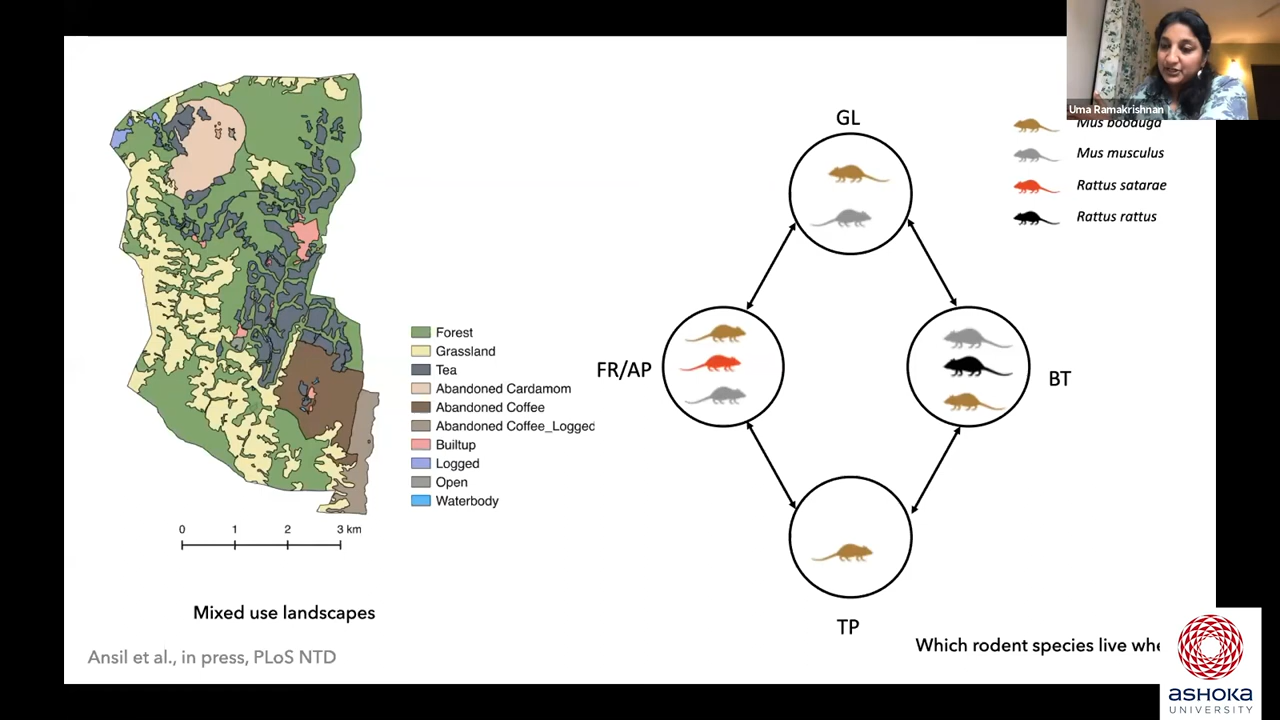 Uma Ramakrishnan
GL
Mus booduga
Mus musculus
Rattus satarae
Rattus rattus
FR/AP
BT
TP
Forest
Grassland
Tea
Abandoned Cardamom
Abandoned Coffee
Abandoned Coffee_Logged
Builtup
Logged
Open
Waterbody
0 1 2 3 km
Mixed use landscapes
Ansil et al., in press, PLoS NTD
Which rodent species live whe
ASHOKA
UNIVERSITY